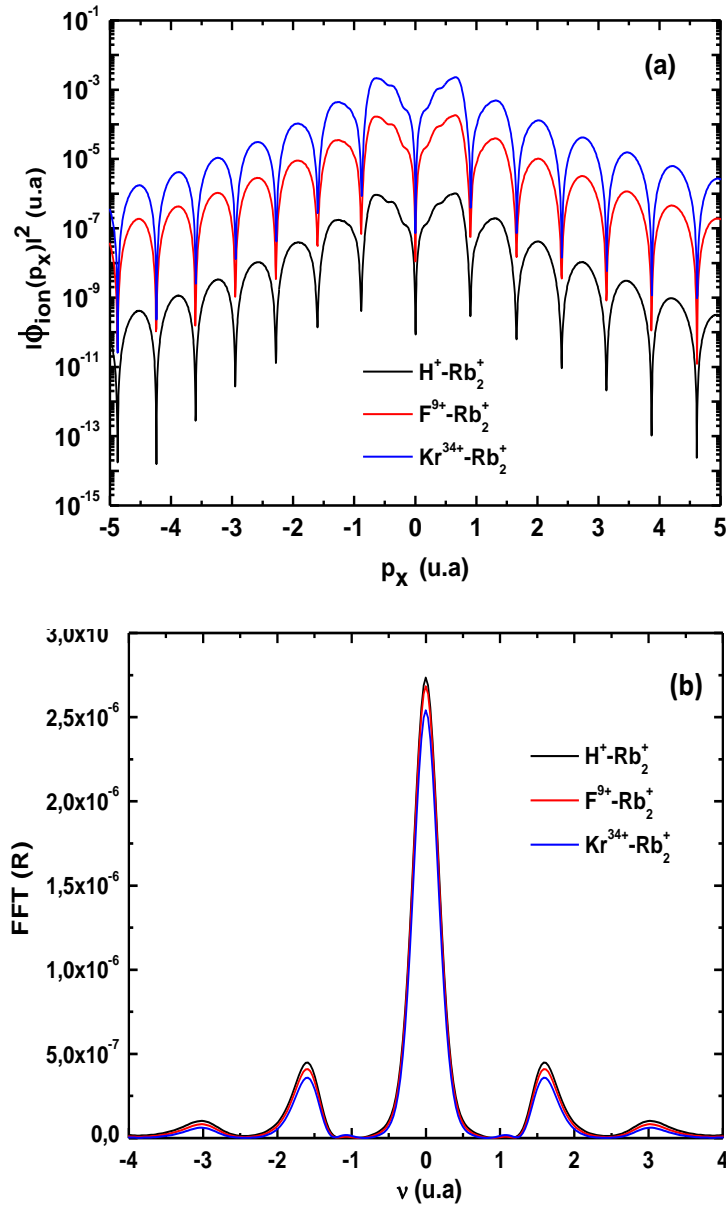 (a)
|ϕion(px)|² (u.a)
10⁻¹
10⁻³
10⁻⁵
10⁻⁷
10⁻⁹
10⁻¹¹
10⁻¹³
10⁻¹⁵
H⁺-Rb₂⁺
F⁹⁺-Rb₂⁺
Kr³⁴⁺-Rb₂⁺
-5 -4 -3 -2 -1 0 1 2 3 4 5
pₓ (u.a)
(b)
FFT (R)
3,0x10
2,5x10⁻⁶
2,0x10⁻⁶
1,5x10⁻⁶
1,0x10⁻⁶
5,0x10⁻⁷
0,0
H⁺-Rb₂⁺
F⁹⁺-Rb₂⁺
Kr³⁴⁺-Rb₂⁺
-4 -3 -2 -1 0 1 2 3 4
ν (u.a)